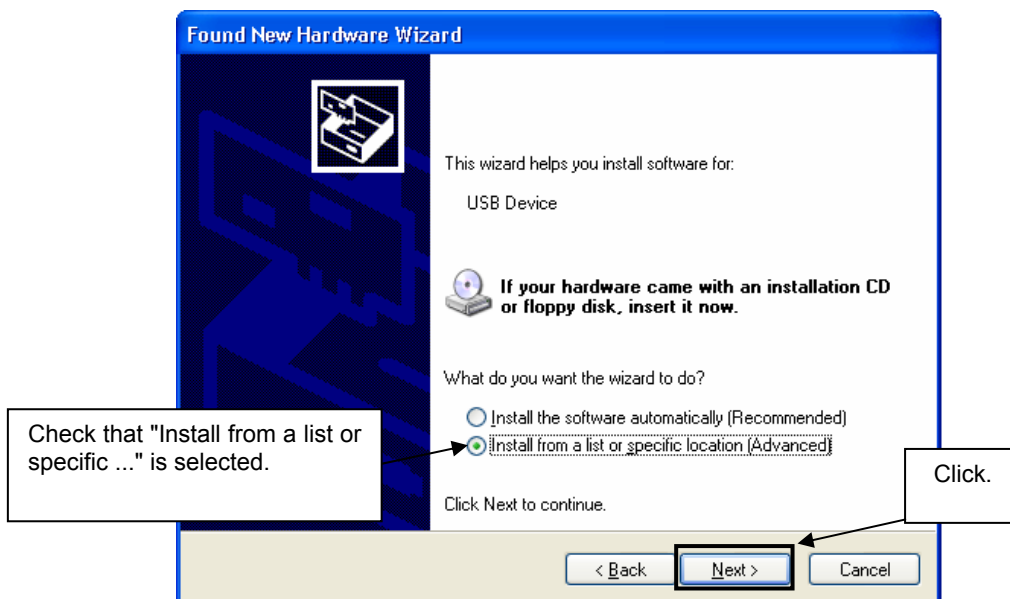 Found New Hardware Wizard
This wizard helps you install software for:
USB Device
If your hardware came with an installation CD
or floppy disk, insert it now.
What do you want the wizard to do?
Install the software automatically (Recommended)
Install from a list or specific location (Advanced)
Check that "Install from a list or
specific ..." is selected.
Click.
Click Next to continue.
< Back
Next >
Cancel